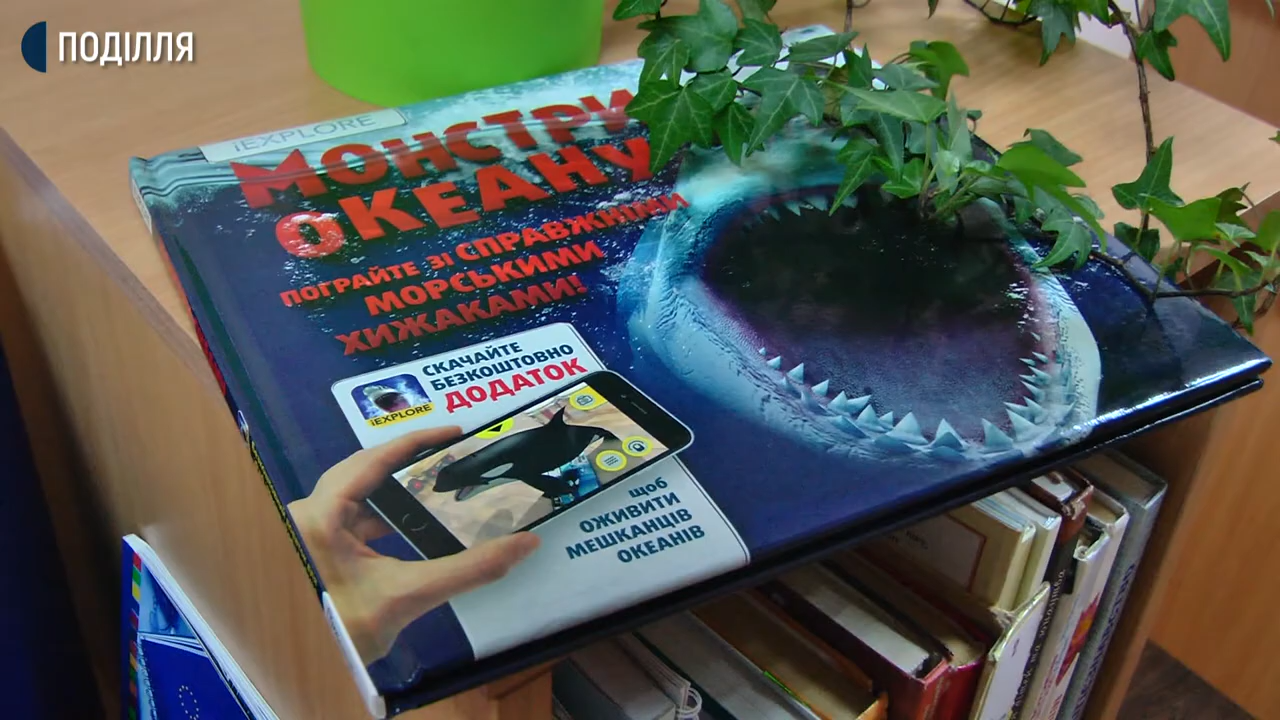 ПОДІЛЛЯ
iEXPLORE
МОНСТРИ
ОКЕАНУ
ПОГРАЙТЕ ЗІ СПРАВЖНІМИ
МОРСЬКИМИ
ХИЖАКАМИ!
СКАЧАЙТЕ
БЕЗКОШТОВНО
ДОДАТОК
iEXPLORE
щоб
ОЖИВИТИ
МЕШКАНЦІВ
ОКЕАНІВ